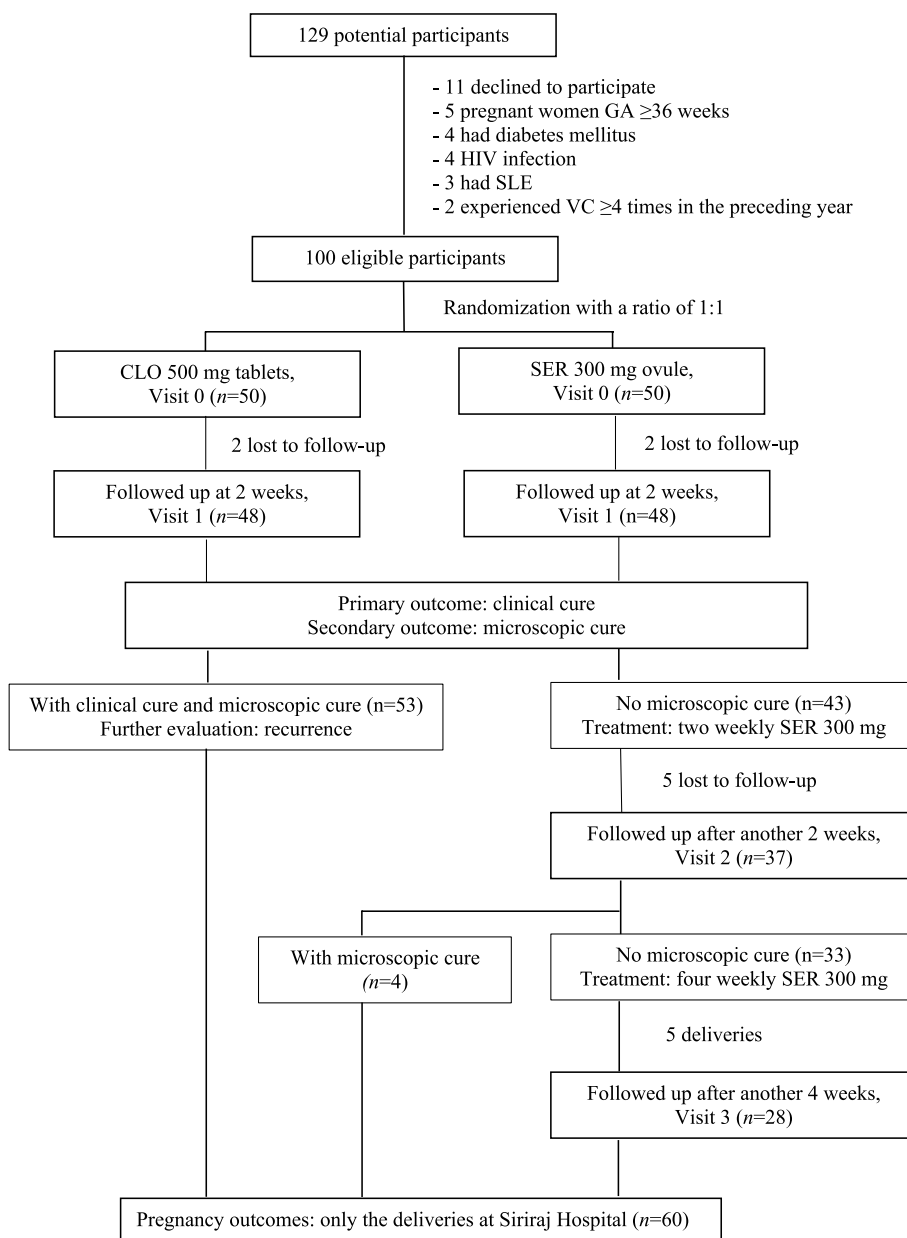 129 potential participants
- 11 declined to participate
- 5 pregnant women GA ≥36 weeks
- 4 had diabetes mellitus
- 4 HIV infection
- 3 had SLE
- 2 experienced VC ≥4 times in the preceding year
100 eligible participants
Randomization with a ratio of 1:1
CLO 500 mg tablets,
Visit 0 (n=50)
SER 300 mg ovule,
Visit 0 (n=50)
2 lost to follow-up
2 lost to follow-up
Followed up at 2 weeks,
Visit 1 (n=48)
Followed up at 2 weeks,
Visit 1 (n=48)
Primary outcome: clinical cure
Secondary outcome: microscopic cure
With clinical cure and microscopic cure (n=53)
Further evaluation: recurrence
No microscopic cure (n=43)
Treatment: two weekly SER 300 mg
5 lost to follow-up
Followed up after another 2 weeks,
Visit 2 (n=37)
With microscopic cure
(n=4)
No microscopic cure (n=33)
Treatment: four weekly SER 300 mg
5 deliveries
Followed up after another 4 weeks,
Visit 3 (n=28)
Pregnancy outcomes: only the deliveries at Siriraj Hospital (n=60)